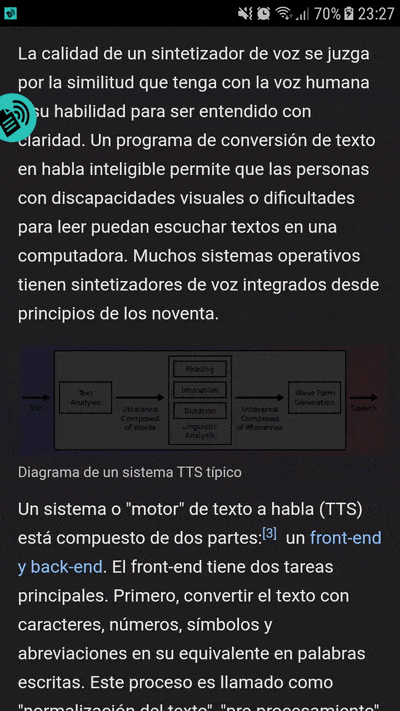 70% 23:27
La calidad de un sintetizador de voz se juzga
por la similitud que tenga con la voz humana
su habilidad para ser entendido con
claridad. Un programa de conversión de texto
en habla inteligible permite que las personas
con discapacidades visuales o dificultades
para leer puedan escuchar textos en una
computadora. Muchos sistemas operativos
tienen sintetizadores de voz integrados desde
principios de los noventa.
Text
Text
Analysis
Utterance
Composed
of Words
Phasing
Intonation
Duration
Linguistic
Analysis
Utterance
Composed
of Phonemes
Wave Form
Generation
Speech
Diagrama de un sistema TTS típico
Un sistema o "motor" de texto a habla (TTS)
está compuesto de dos partes:[3] un front-end
y back-end. El front-end tiene dos tareas
principales. Primero, convertir el texto con
caracteres, números, símbolos y
abreviaciones en su equivalente en palabras
escritas. Este proceso es llamado como
"normalización del texto", "pre procesamiento"